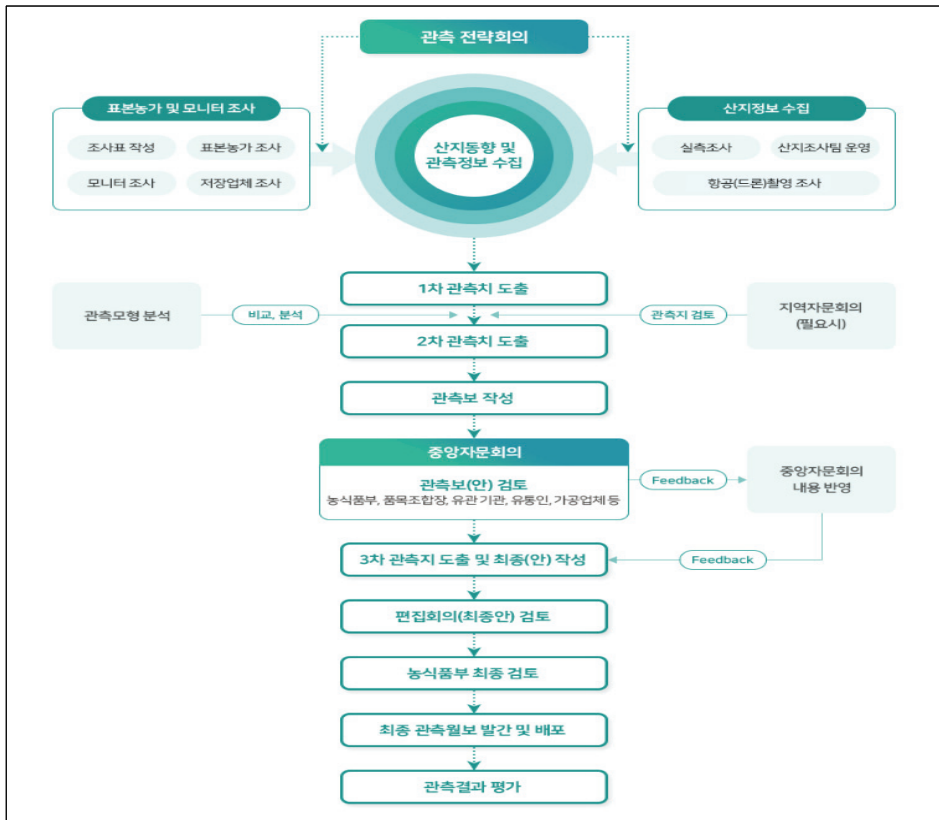 관측 전략회의
표본농가 및 모니터 조사
조사표 작성
표본농가 조사
모니터 조사
저장업체 조사
산지동향 및
관측정보 수집
산지정보 수집
실측조사
산지조사팀 운영
항공(드론)촬영 조사
1차 관측치 도출
관측모형 분석
비교, 분석
관측지 검토
지역자문회의
(필요시)
2차 관측치 도출
관측보 작성
중앙자문회의
관측보(안) 검토
농식품부, 품목조합장, 유관 기관, 유통인, 가공업체 등
Feedback
중앙자문회의
내용 반영
3차 관측지 도출 및 최종(안) 작성
Feedback
편집회의(최종안) 검토
농식품부 최종 검토
최종 관측월보 발간 및 배포
관측결과 평가